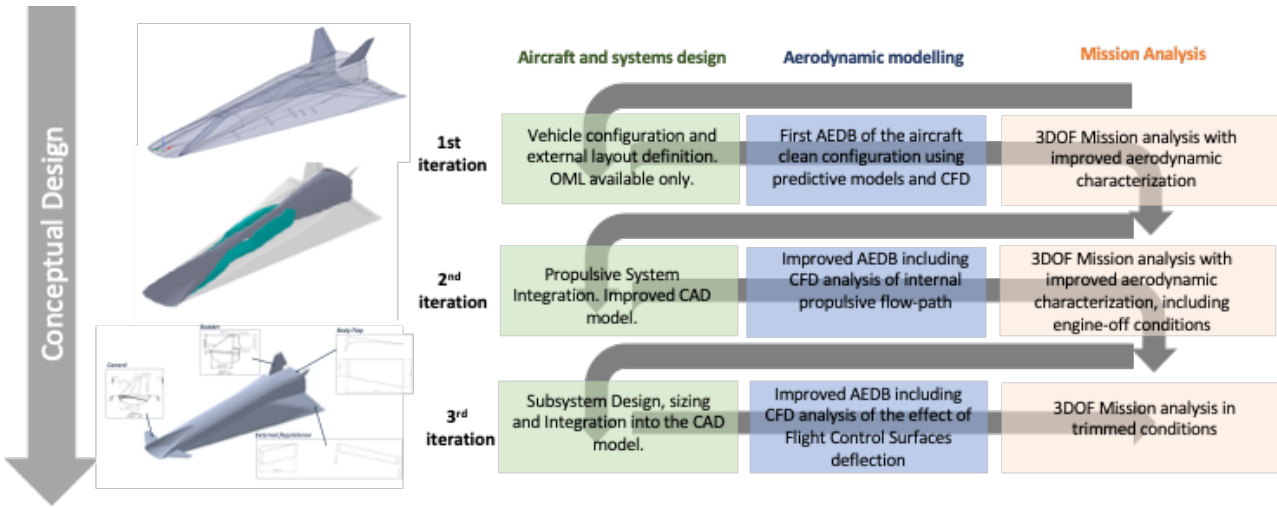 Conceptual Design
Aircraft and systems design
Aerodynamic modelling
Mission Analysis
1st
iteration
Vehicle configuration and
external layout definition.
OML available only.
First AEDB of the aircraft
clean configuration using
predictive models and CFD
3DOF Mission analysis with
improved aerodynamic
characterization
2nd
iteration
Propulsive System
Integration. Improved CAD
model.
Improved AEDB including
CFD analysis of internal
propulsive flow-path
3DOF Mission analysis with
improved aerodynamic
characterization, including
engine-off conditions
3rd
iteration
Subsystem Design, sizing
and Integration into the CAD
model.
Improved AEDB including
CFD analysis of the effect of
Flight Control Surfaces
deflection
3DOF Mission analysis in
trimmed conditions
Canard
Rudder
Body Flap